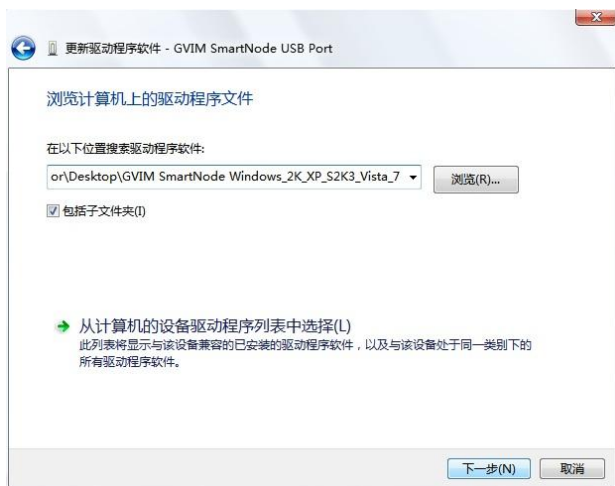 更新驱动程序软件 - GVIM SmartNode USB Port
浏览计算机上的驱动程序文件
在以下位置搜索驱动程序软件:
or\Desktop\GVIM SmartNode Windows_2K_XP_S2K3_Vista_7
浏览(R)...
包括子文件夹(I)
从计算机的设备驱动程序列表中选择(L)
此列表将显示与该设备兼容的已安装的驱动程序软件，以及与该设备处于同一类别下的
所有驱动程序软件。
下一步(N)
取消